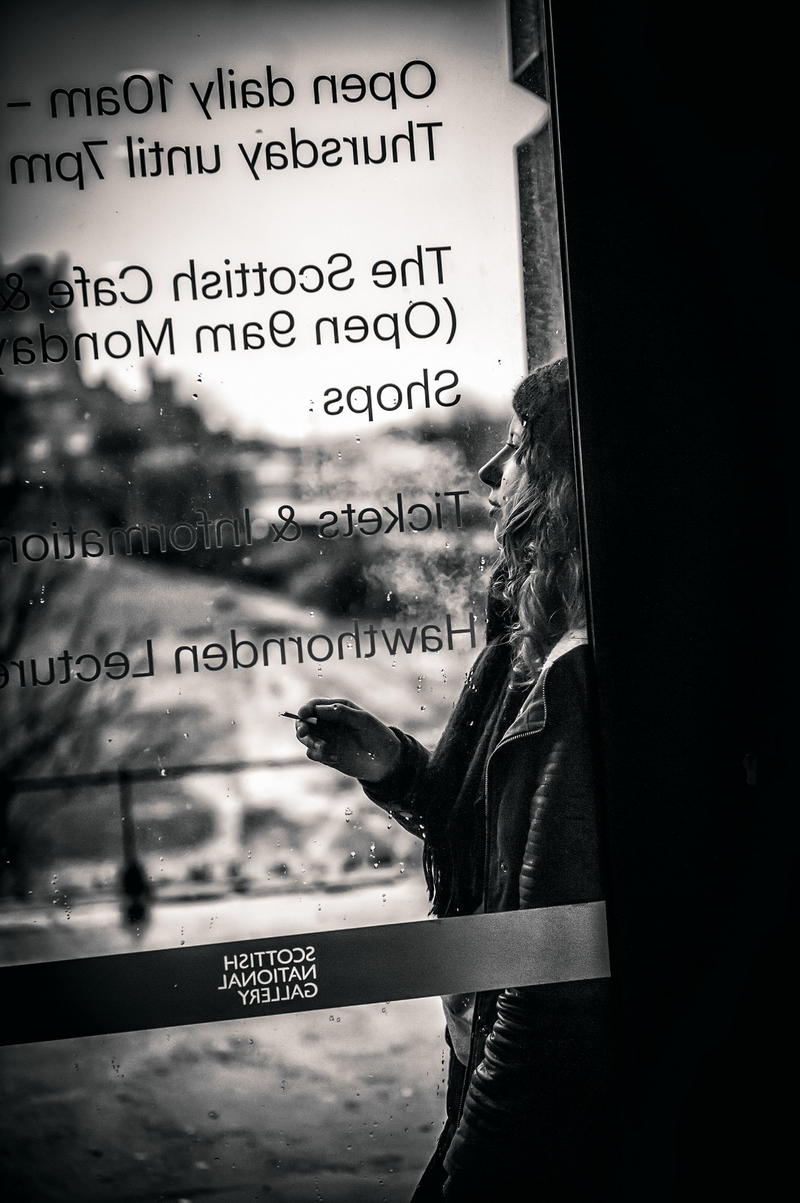 Open daily 10am –
Thursday until 7pm
The Scottish Cafe &
(Open 9am Monday
Shops
Tickets & Information
Hawthornden Lecture
SCOTTISH
NATIONAL
GALLERY